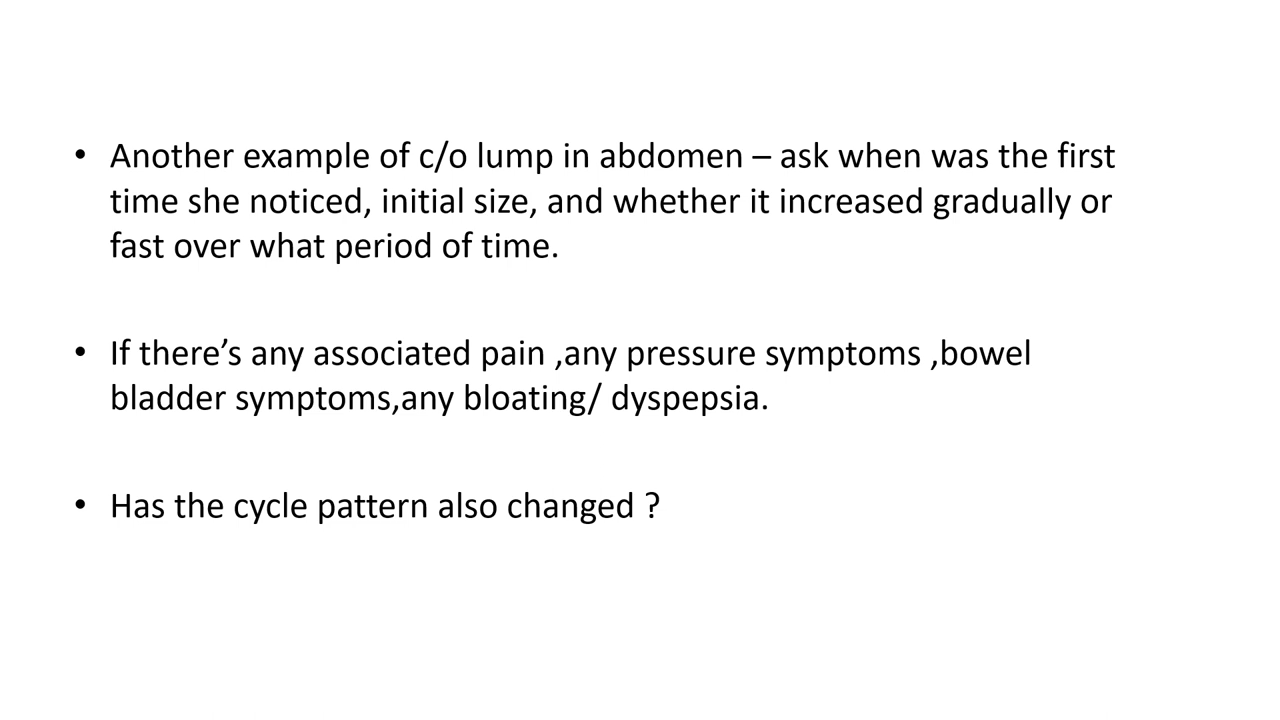 • Another example of c/o lump in abdomen – ask when was the first
time she noticed, initial size, and whether it increased gradually or
fast over what period of time.
• If there’s any associated pain ,any pressure symptoms ,bowel
bladder symptoms,any bloating/ dyspepsia.
• Has the cycle pattern also changed ?